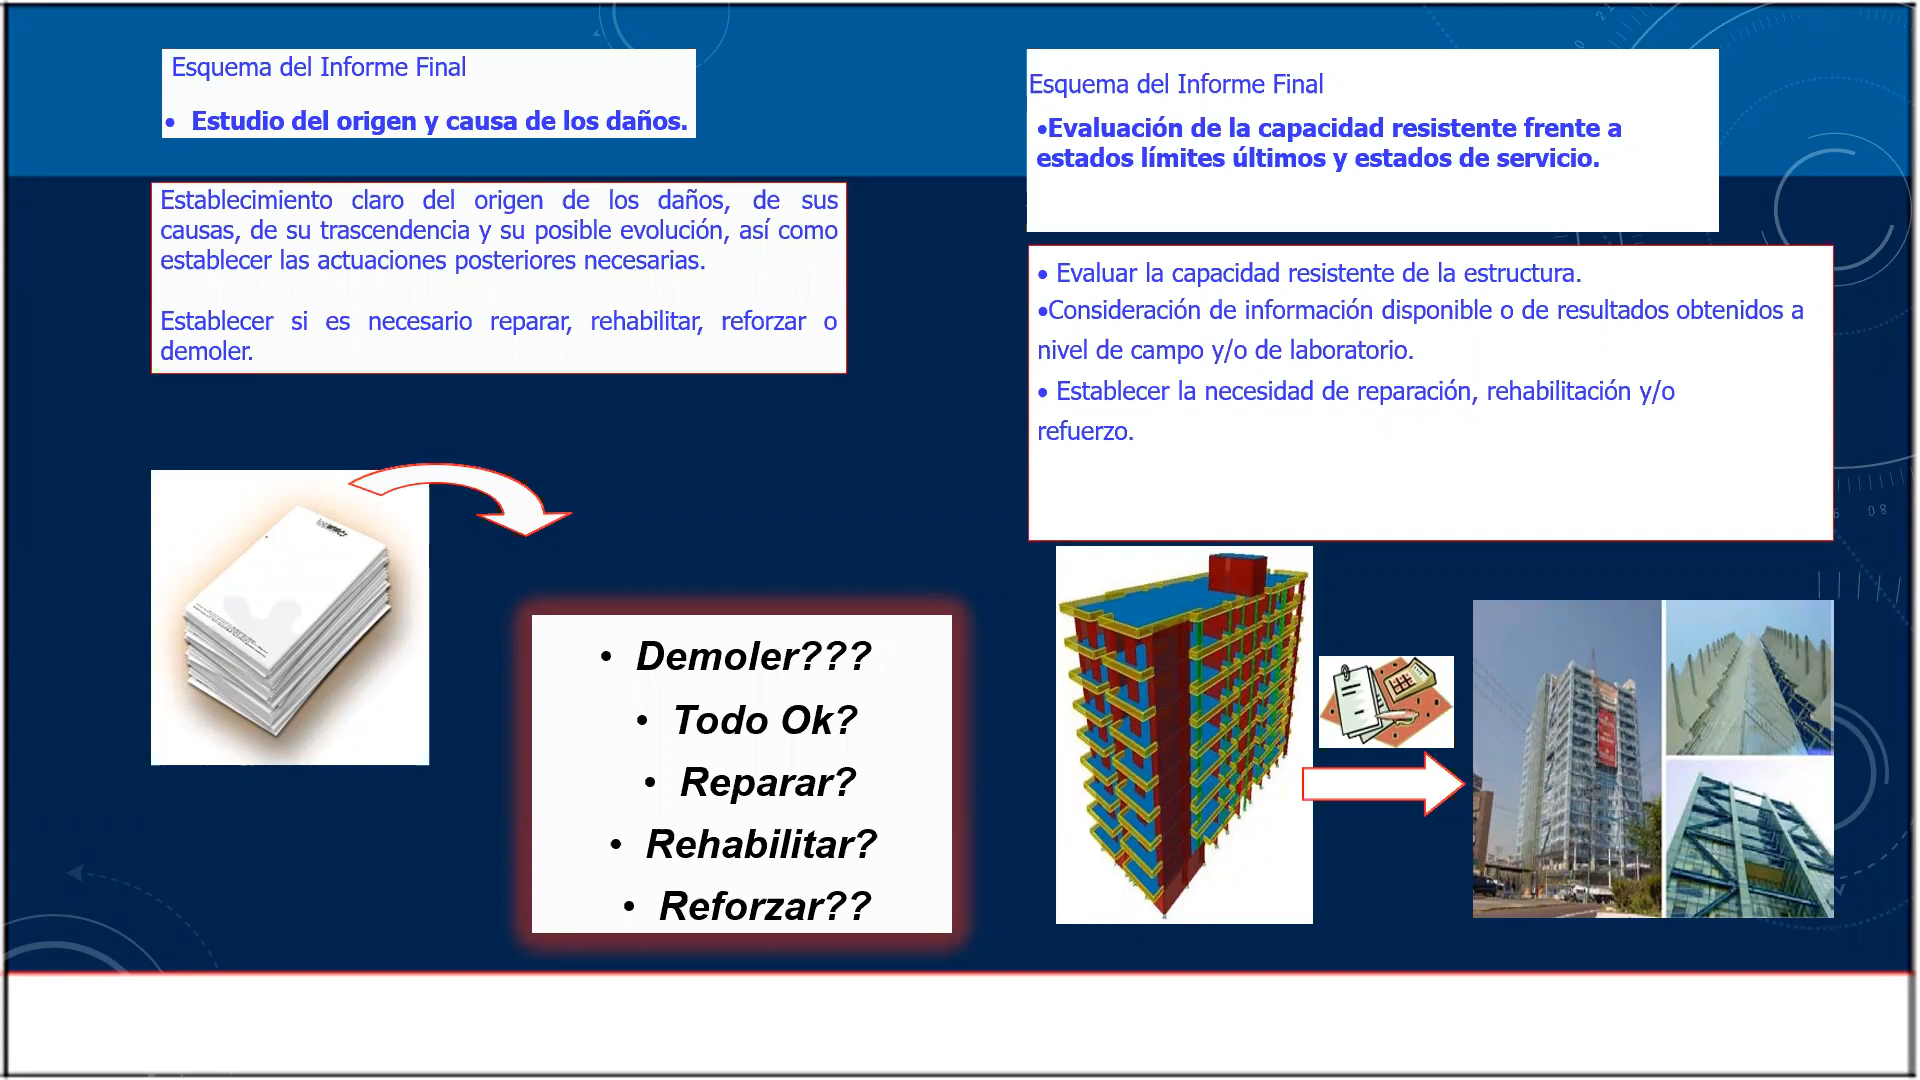 Esquema del Informe Final
• Estudio del origen y causa de los daños.
Establecimiento claro del origen de los daños, de sus
causas, de su trascendencia y su posible evolución, así como
establecer las actuaciones posteriores necesarias.
Establecer si es necesario reparar, rehabilitar, reforzar o
demoler.
• Demoler???
• Todo Ok?
• Reparar?
• Rehabilitar?
• Reforzar??
Esquema del Informe Final
•Evaluación de la capacidad resistente frente a
estados límites últimos y estados de servicio.
• Evaluar la capacidad resistente de la estructura.
•Consideración de información disponible o de resultados obtenidos a
nivel de campo y/o de laboratorio.
• Establecer la necesidad de reparación, rehabilitación y/o
refuerzo.